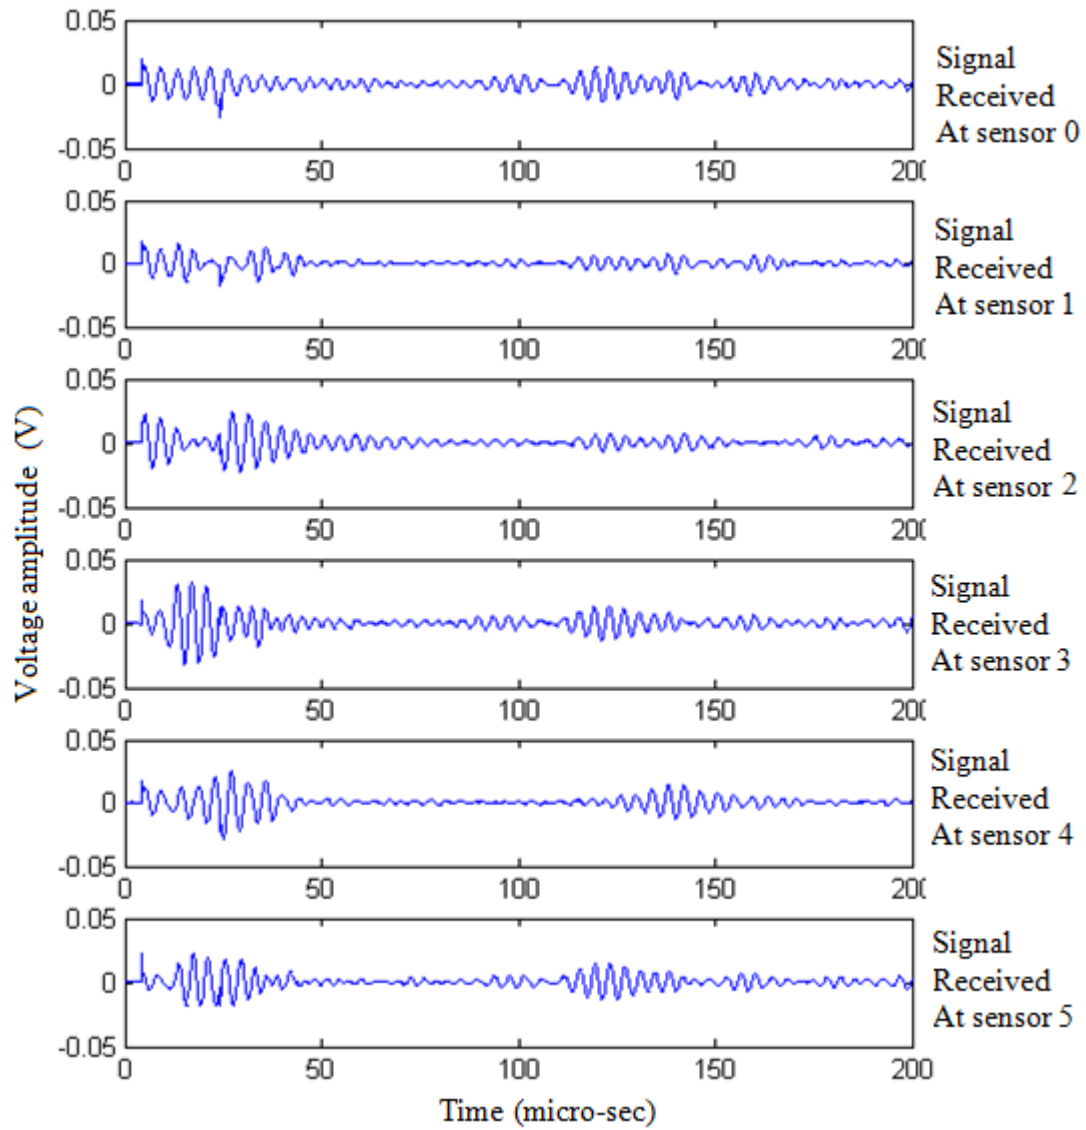 0.05
0
-0.05
0 50 100 150 200
Signal
Received
At sensor 0
0.05
0
-0.05
0 50 100 150 200
Signal
Received
At sensor 1
0.05
0
-0.05
0 50 100 150 200
Signal
Received
At sensor 2
0.05
0
-0.05
0 50 100 150 200
Signal
Received
At sensor 3
0.05
0
-0.05
0 50 100 150 200
Signal
Received
At sensor 4
0.05
0
-0.05
0 50 100 150 200
Signal
Received
At sensor 5
Voltage amplitude (V)
Time (micro-sec)